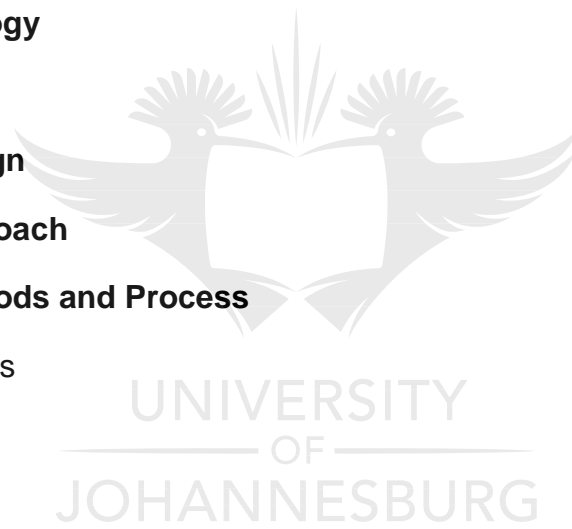 ogy
gn
oach
ods and Process
s
UNIVERSITY
OF
JOHANNESBURG